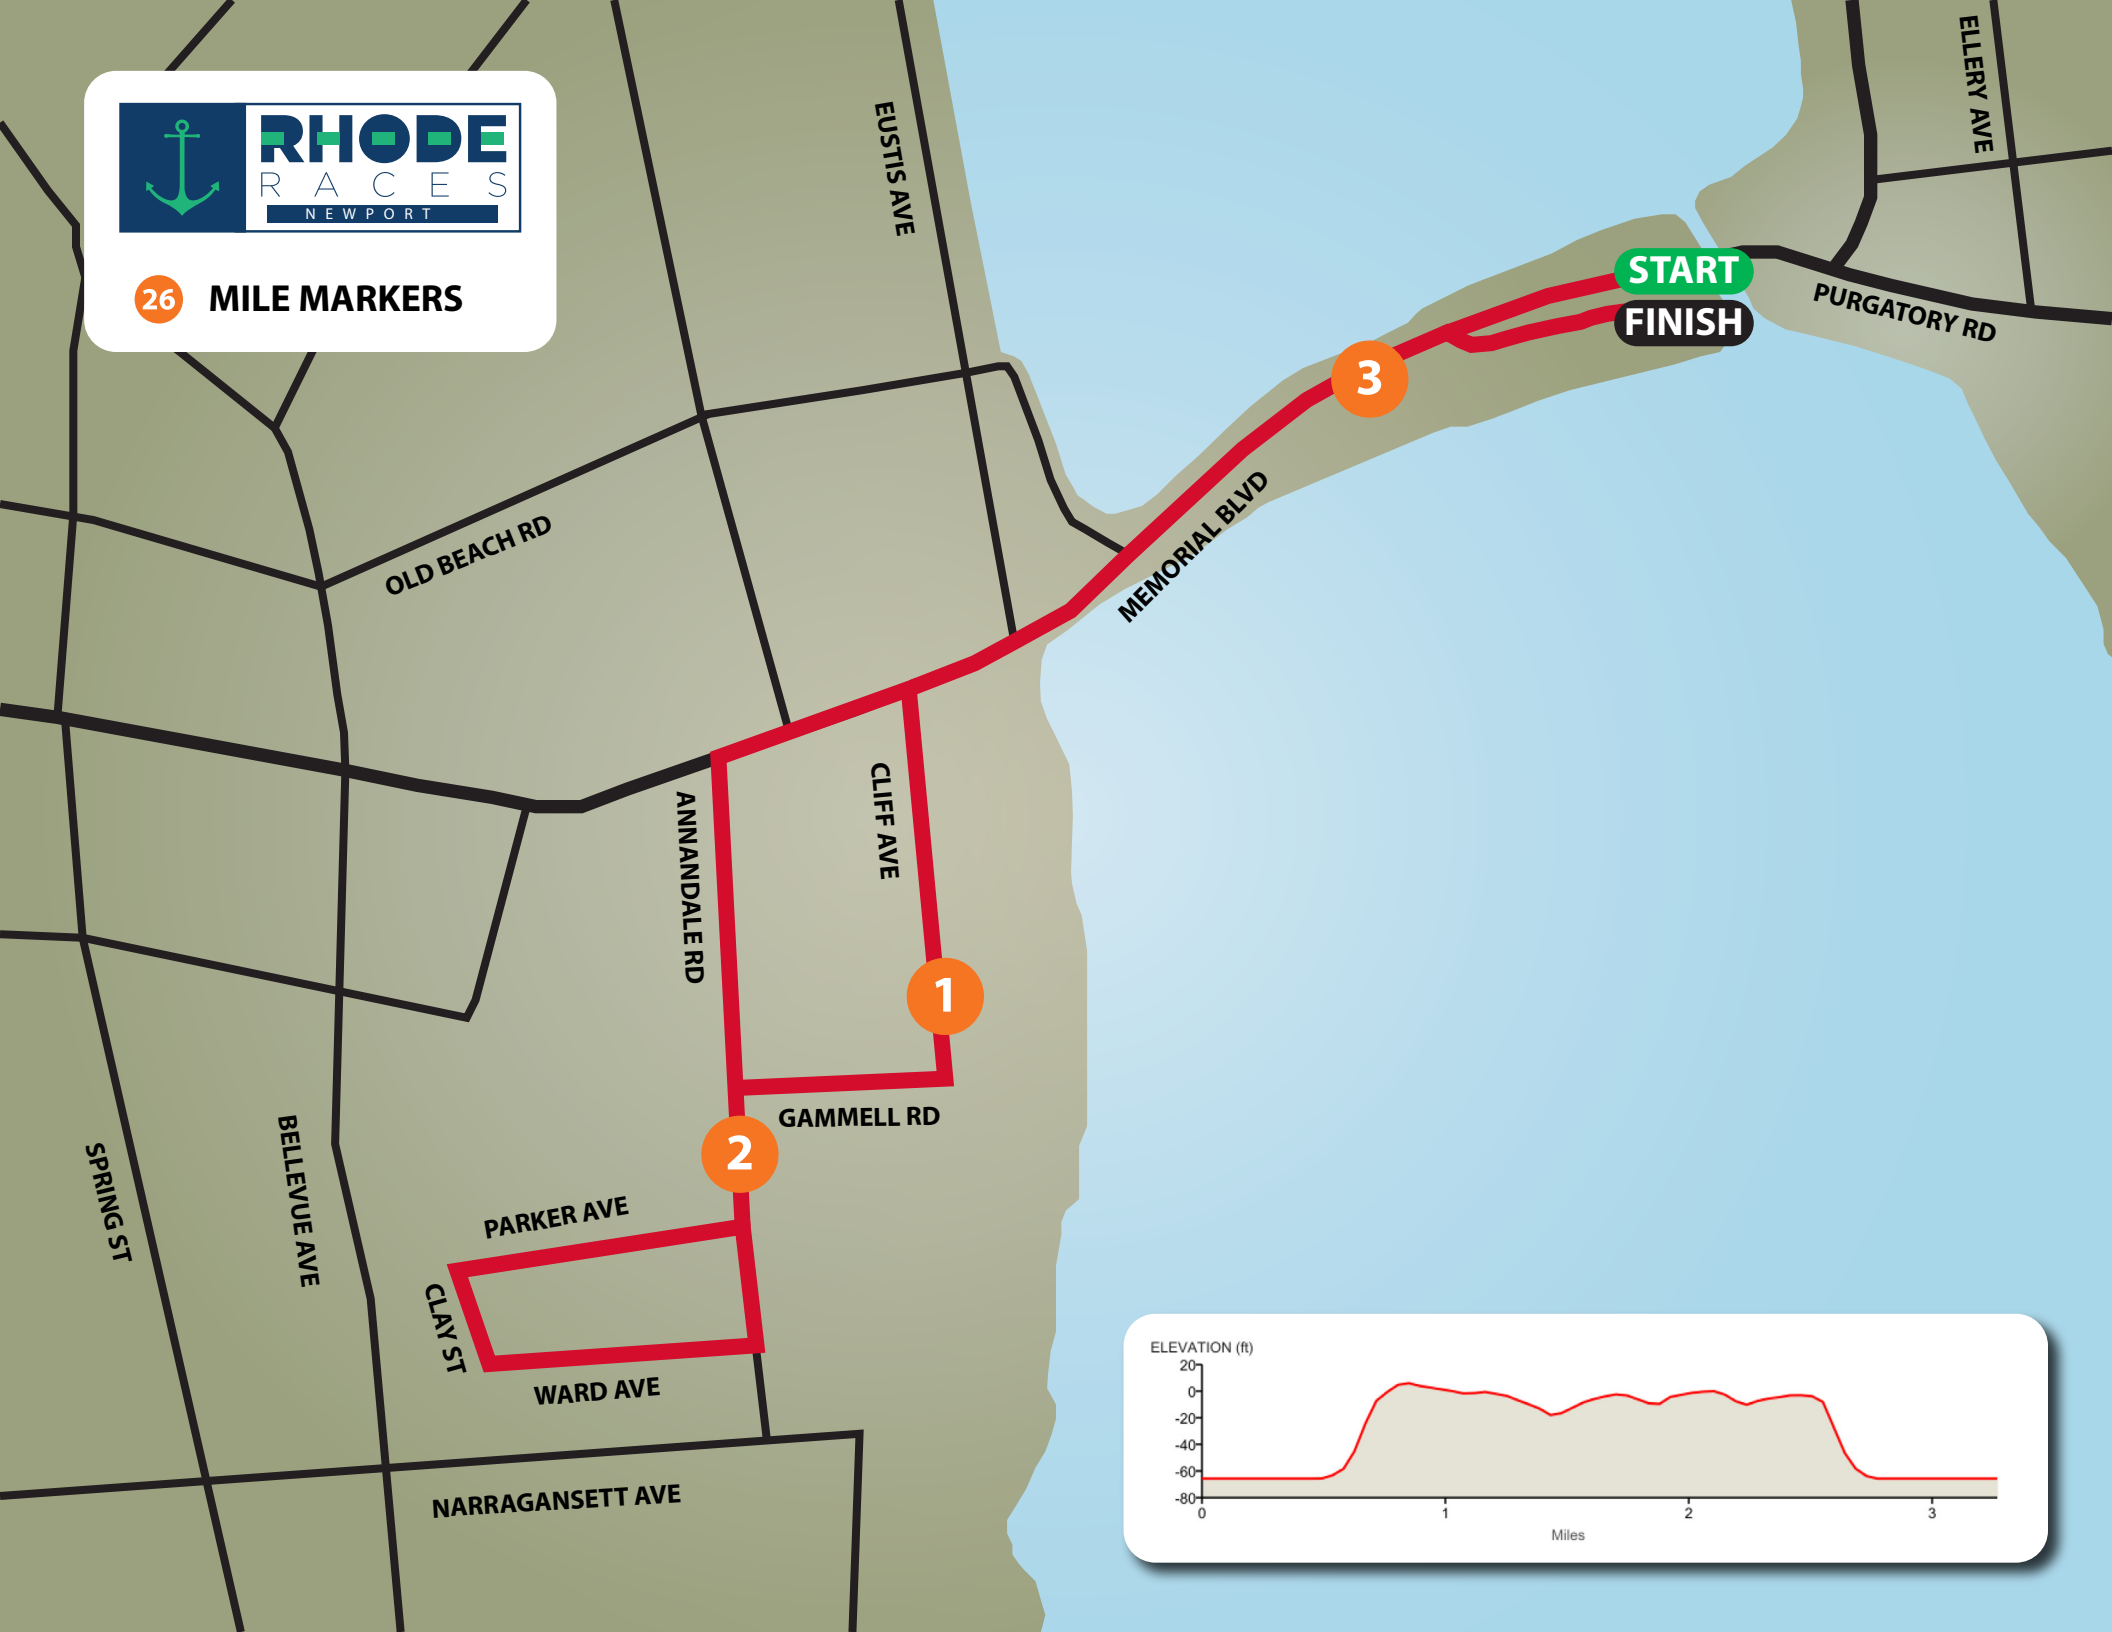 RHODE
RACES
NEWPORT
26 MILE MARKERS
EUSTIS AVE
ELLERY AVE
START
FINISH
PURGATORY RD
3
OLD BEACH RD
MEMORIAL BLVD
CLIFF AVE
ANNANDALE RD
1
GAMMELL RD
2
SPRING ST
BELLEVUE AVE
PARKER AVE
CLAY ST
WARD AVE
NARRAGANSETT AVE
ELEVATION (ft)
20
0
-20
-40
-60
-80
0 1 2 3
Miles